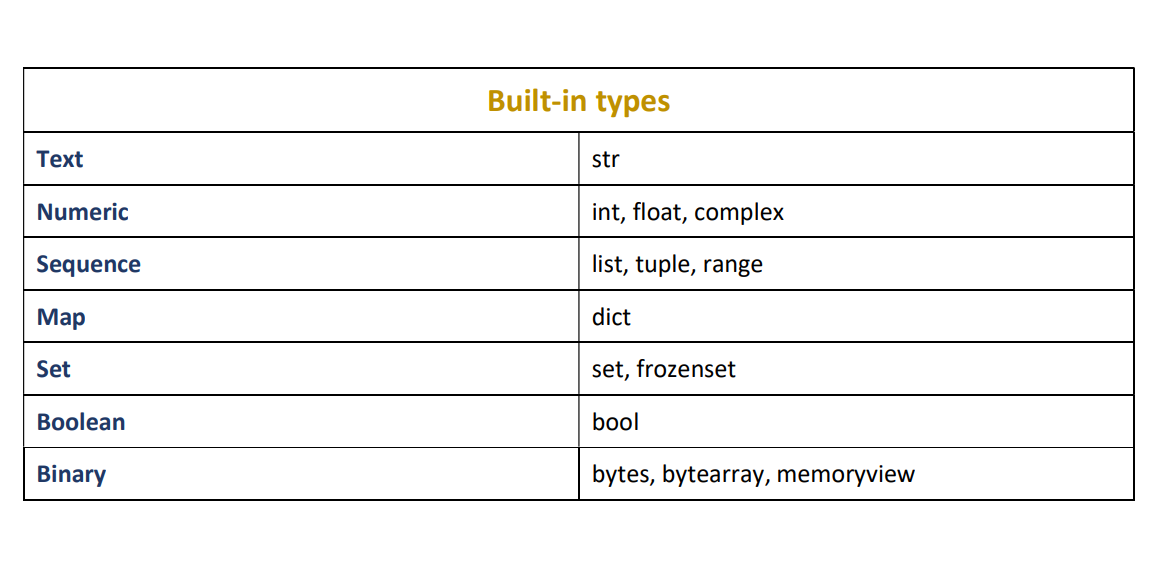 Built-in types
Text str
Numeric int, float, complex
Sequence list, tuple, range
Map dict
Set set, frozenset
Boolean bool
Binary bytes, bytearray, memoryview